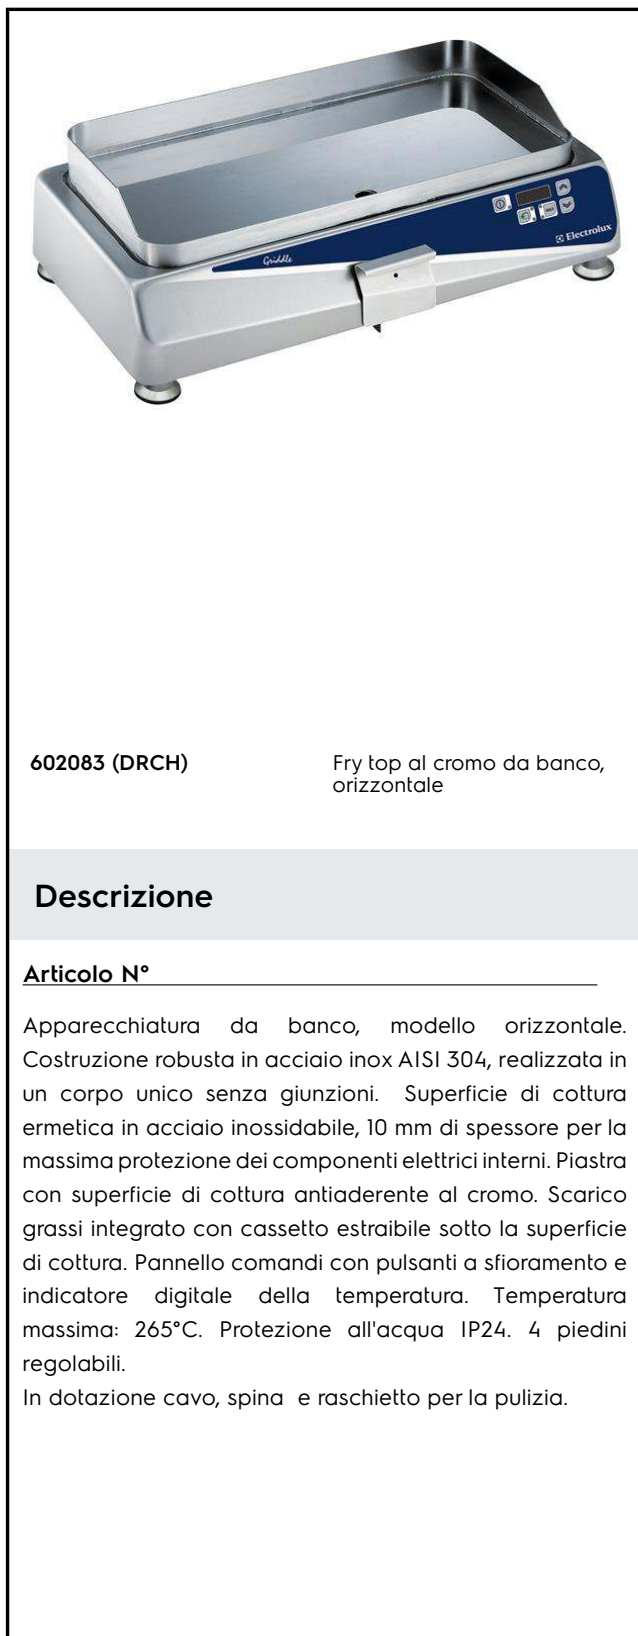 Griddle
Electrolux
602083 (DRCH)
Fry top al cromo da banco,
orizzontale
Descrizione
Articolo N°
Apparecchiatura da banco, modello orizzontale.
Costruzione robusta in acciaio inox AISI 304, realizzata in
un corpo unico senza giunzioni. Superficie di cottura
ermetica in acciaio inossidabile, 10 mm di spessore per la
massima protezione dei componenti elettrici interni. Piastra
con superficie di cottura antiaderente al cromo. Scarico
grassi integrato con cassetto estraibile sotto la superficie
di cottura. Pannello comandi con pulsanti a sfioramento e
indicatore digitale della temperatura. Temperatura
massima: 265°C. Protezione all'acqua IP24. 4 piedini
regolabili.
In dotazione cavo, spina e raschietto per la pulizia.